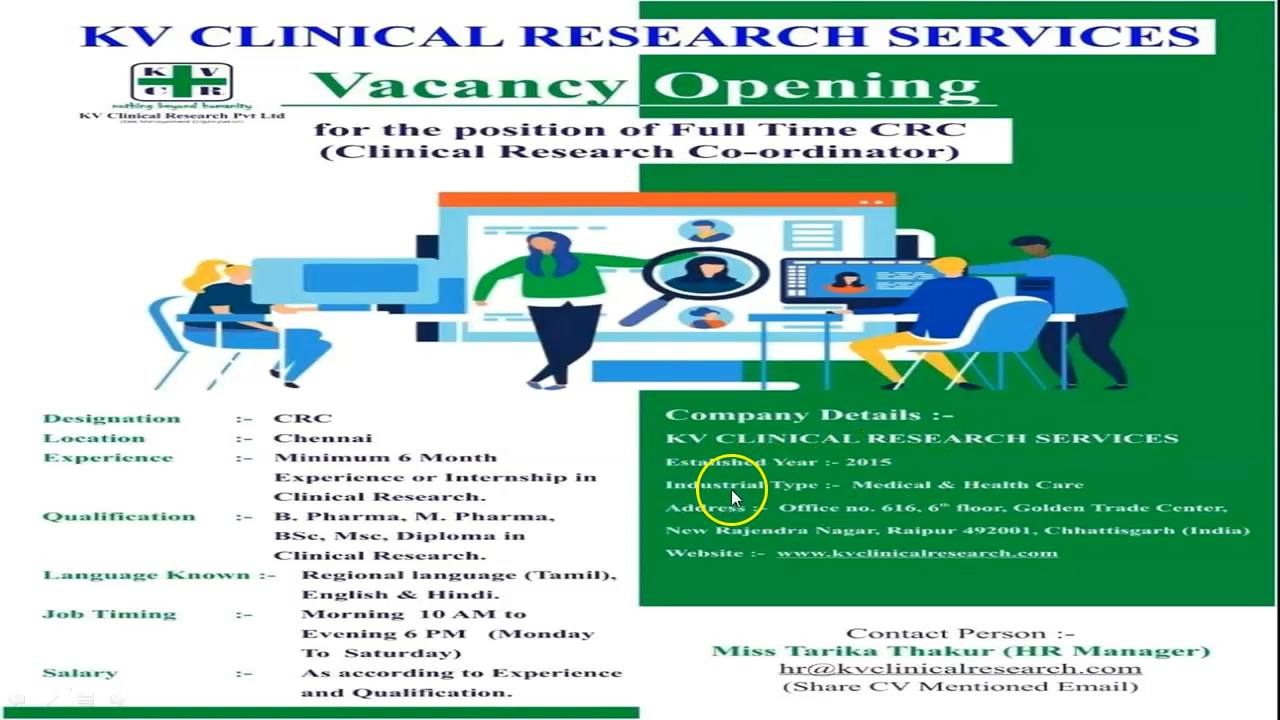 KV CLINICAL RESEARCH SERVICES
K V
C R
nothing beyond humanity
KV Clinical Research Pvt Ltd
(Site Management Organization)
Vacancy Opening
for the position of Full Time CRC
(Clinical Research Co-ordinator)
Designation :- CRC
Location :- Chennai
Experience :- Minimum 6 Month
Experience or Internship in
Clinical Research.
Qualification :- B. Pharma, M. Pharma,
BSc, Msc, Diploma in
Clinical Research.
Language Known :- Regional language (Tamil),
English & Hindi.
Job Timing :- Morning 10 AM to
Evening 6 PM (Monday
To Saturday)
Salary :- As according to Experience
and Qualification.
Company Details :-
KV CLINICAL RESEARCH SERVICES
Estatlished Year :- 2015
Industrial Type :- Medical & Health Care
Address :- Office no. 616, 6th floor, Golden Trade Center,
New Rajendra Nagar, Raipur 492001, Chhattisgarh (India)
Website :- www.kvclinicalresearch.com
Contact Person :-
Miss Tarika Thakur (HR Manager)
hr@kvclinicalresearch.com
(Share CV Mentioned Email)